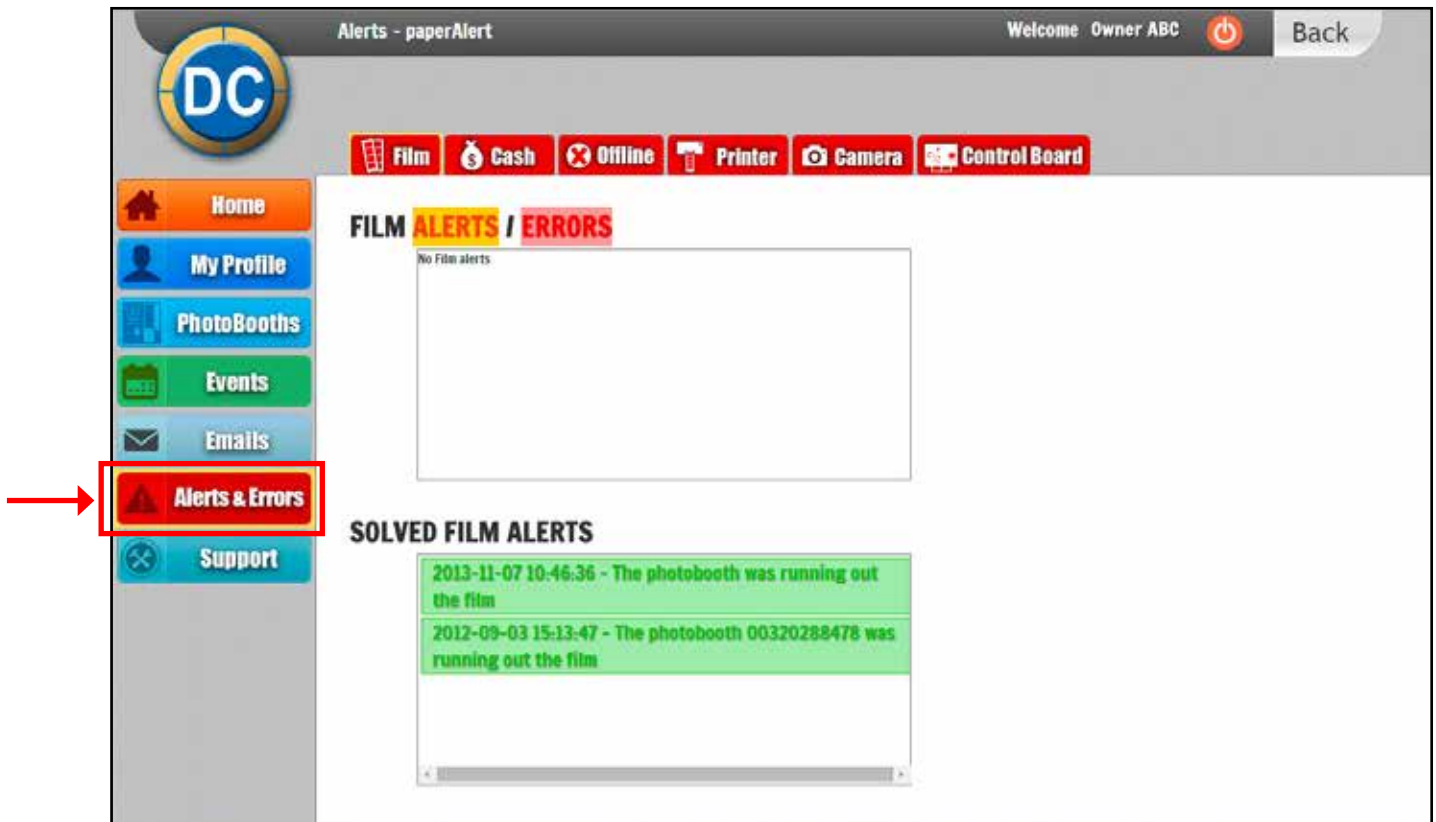 Alerts - paperAlert
Welcome Owner ABC
Back
DC
Film
Cash
Offline
Printer
Camera
Control Board
Home
My Profile
PhotoBooths
Events
Emails
Alerts & Errors
Support
FILM ALERTS / ERRORS
No Film alerts
SOLVED FILM ALERTS
2013-11-07 10:46:36 - The photobooth was running out
the film
2012-09-03 15:13:47 - The photobooth 00320288478 was
running out the film